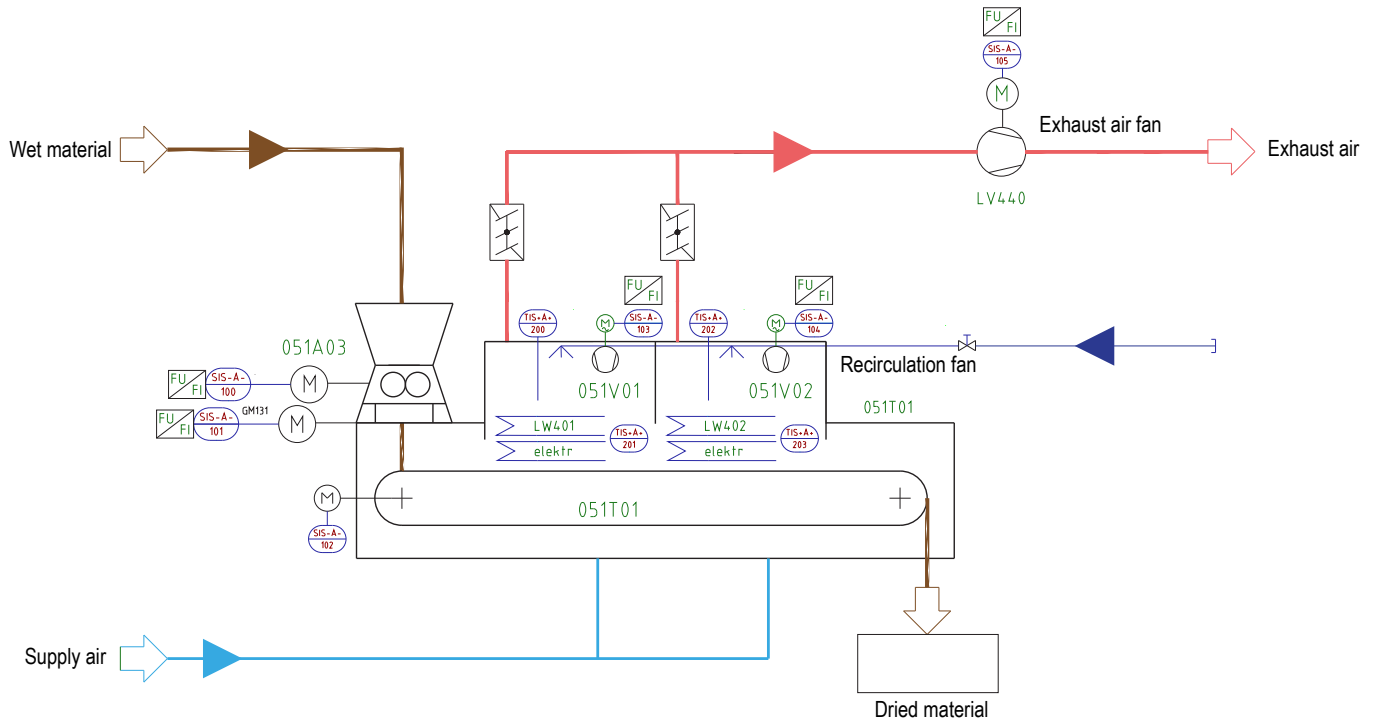 FU
FI
SIS-A-
105
M
Exhaust air fan
Wet material
Exhaust air
LV440
FU
FI
FU
FI
TIS+A+
200
M
SIS-A-
103
TIS+A+
202
M
SIS-A-
104
051A03
Recirculation fan
FU
FI
SIS-A-
100
M
051V01
051V02
051T01
FU
FI
SIS-A-
101
GM131
M
LW401
TIS+A+
201
LW402
TIS+A+
203
elektr
elektr
M
051T01
SIS-A-
102
Supply air
Dried material